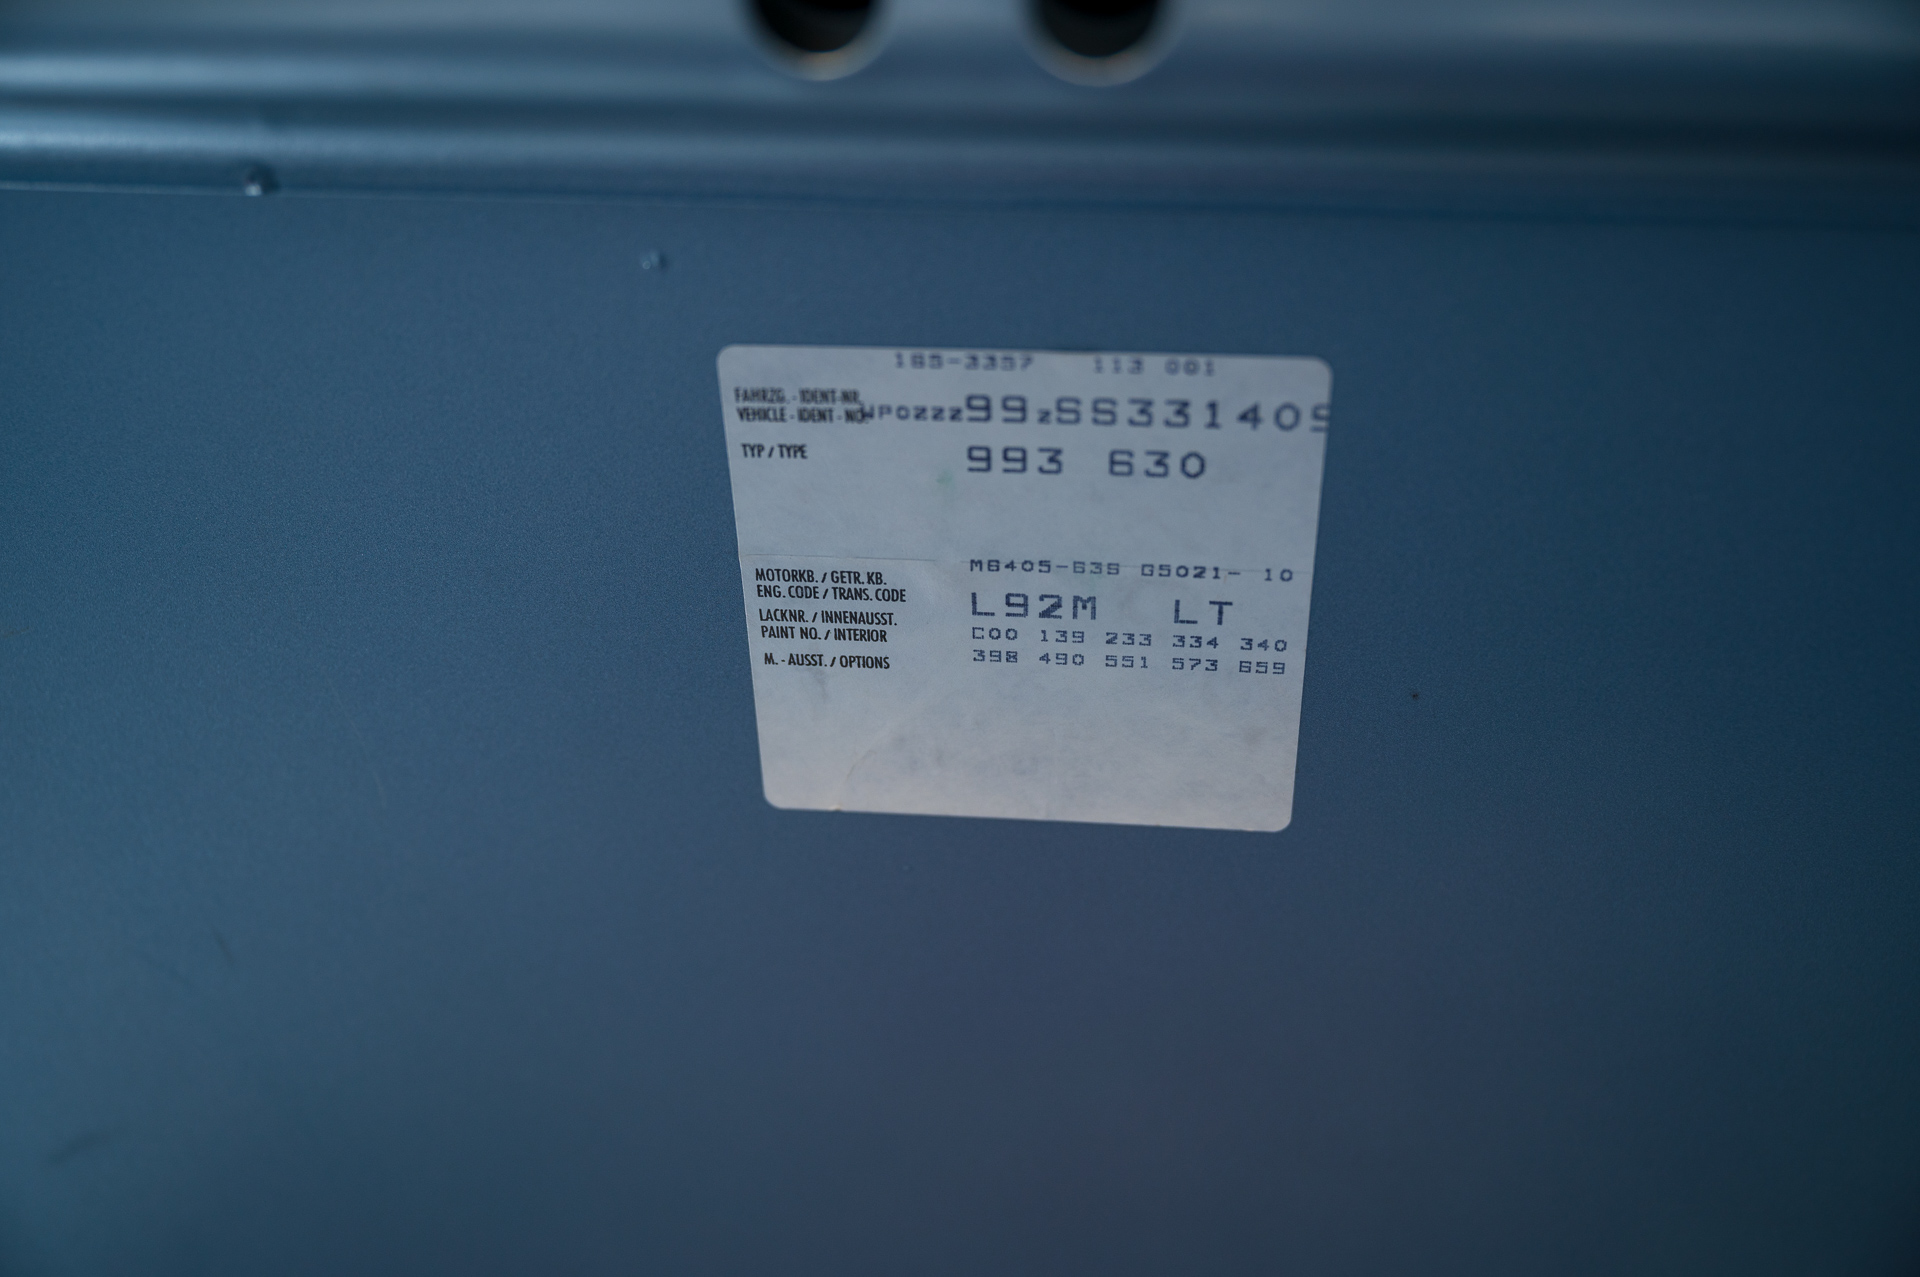 165-3357 113 001
FAHRZG. - IDENT-NR.
VEHICLE - IDENT - NO. WP0ZZZ99ZSS331409
TYP / TYPE 993 630
MOTORKB. / GETR. KB. M6405-63S G5021- 10
ENG. CODE / TRANS. CODE
LACKNR. / INNENAUSST. L92M LT
PAINT NO. / INTERIOR C00 139 233 334 340
M. - AUSST. / OPTIONS 398 490 551 573 659